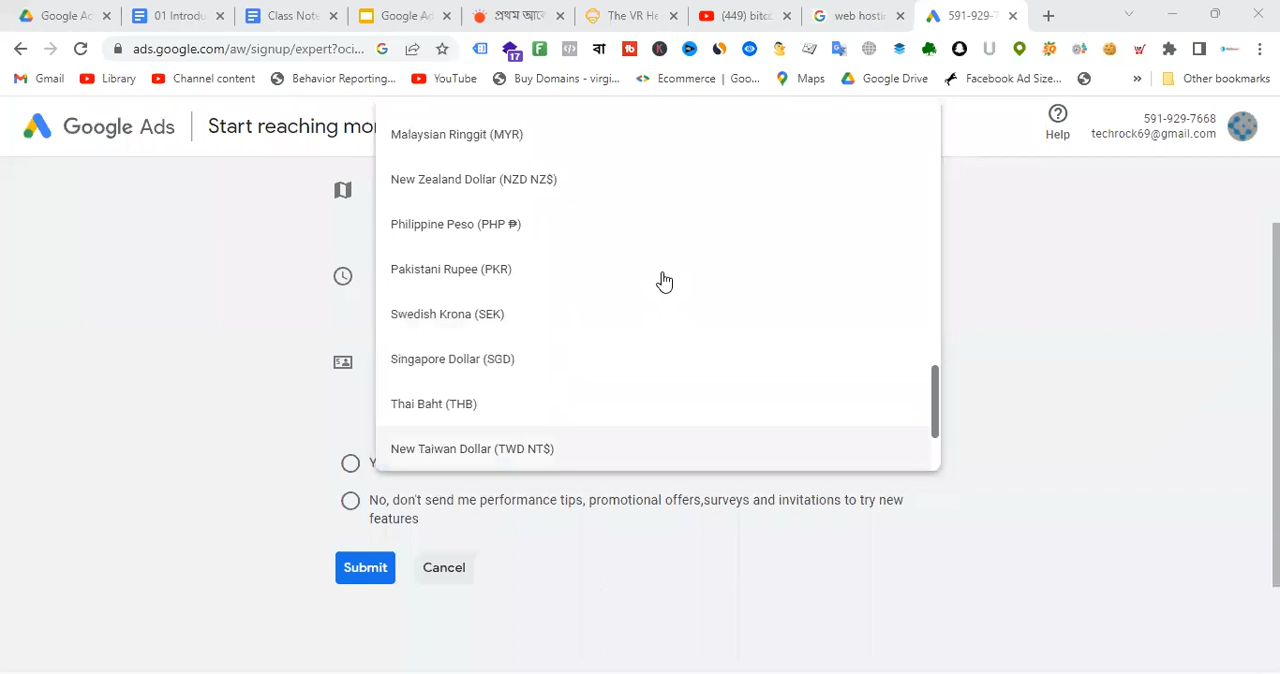 Google Ac
01 Introdu
Class Note
Google Ad
প্রথম আলো
The VR He
(449) bitco
web hostin
591-929-7
ads.google.com/aw/signup/expert?oci...
17
বা
Gmail
Library
Channel content
Behavior Reporting...
YouTube
Buy Domains - virgi...
Ecommerce | Goo...
Maps
Google Drive
Facebook Ad Size...
»
Other bookmarks
Google Ads
Start reaching mor
Help
591-929-7668
techrock69@gmail.com
Malaysian Ringgit (MYR)
New Zealand Dollar (NZD NZ$)
Philippine Peso (PHP ₱)
Pakistani Rupee (PKR)
Swedish Krona (SEK)
Singapore Dollar (SGD)
Thai Baht (THB)
New Taiwan Dollar (TWD NT$)
Y
No, don't send me performance tips, promotional offers,surveys and invitations to try new
features
Submit
Cancel